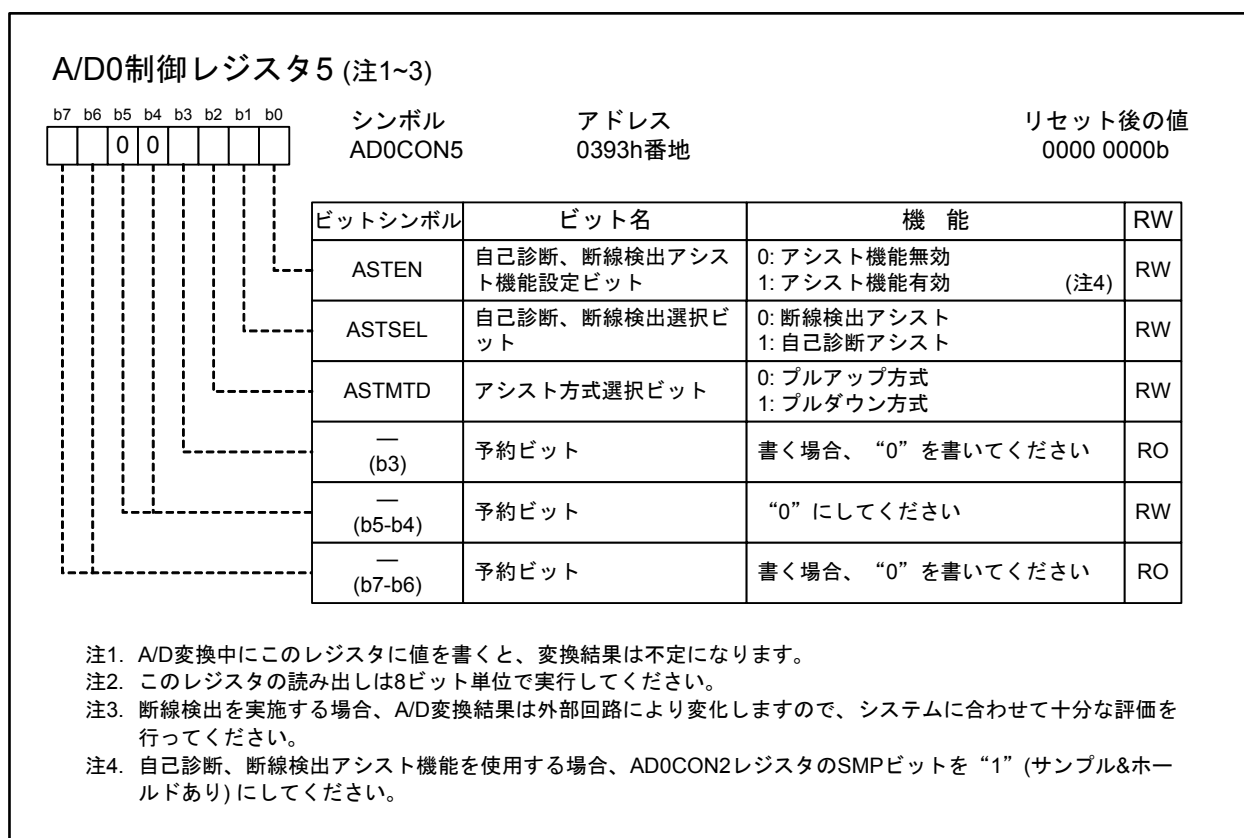 A/D0制御レジスタ5 (注1~3)
b7 b6 b5 b4 b3 b2 b1 b0
0 0
シンボル アドレス リセット後の値
AD0CON5 0393h番地 0000 0000b
ビットシンボル ビット名 機 能 RW
ASTEN 自己診断、断線検出アシス 0: アシスト機能無効 RW
ト機能設定ビット 1: アシスト機能有効 (注4)
ASTSEL 自己診断、断線検出選択ビ 0: 断線検出アシスト RW
ット 1: 自己診断アシスト
ASTMTD アシスト方式選択ビット 0: プルアップ方式 RW
1: プルダウン方式
— 予約ビット 書く場合、“0”を書いてください RO
(b3)
— 予約ビット “0”にしてください RW
(b5-b4)
— 予約ビット 書く場合、“0”を書いてください RO
(b7-b6)
注1. A/D変換中にこのレジスタに値を書くと、変換結果は不定になります。
注2. このレジスタの読み出しは8ビット単位で実行してください。
注3. 断線検出を実施する場合、A/D変換結果は外部回路により変化しますので、システムに合わせて十分な評価を
行ってください。
注4. 自己診断、断線検出アシスト機能を使用する場合、AD0CON2レジスタのSMPビットを“1”(サンプル&ホー
ルドあり) にしてください。